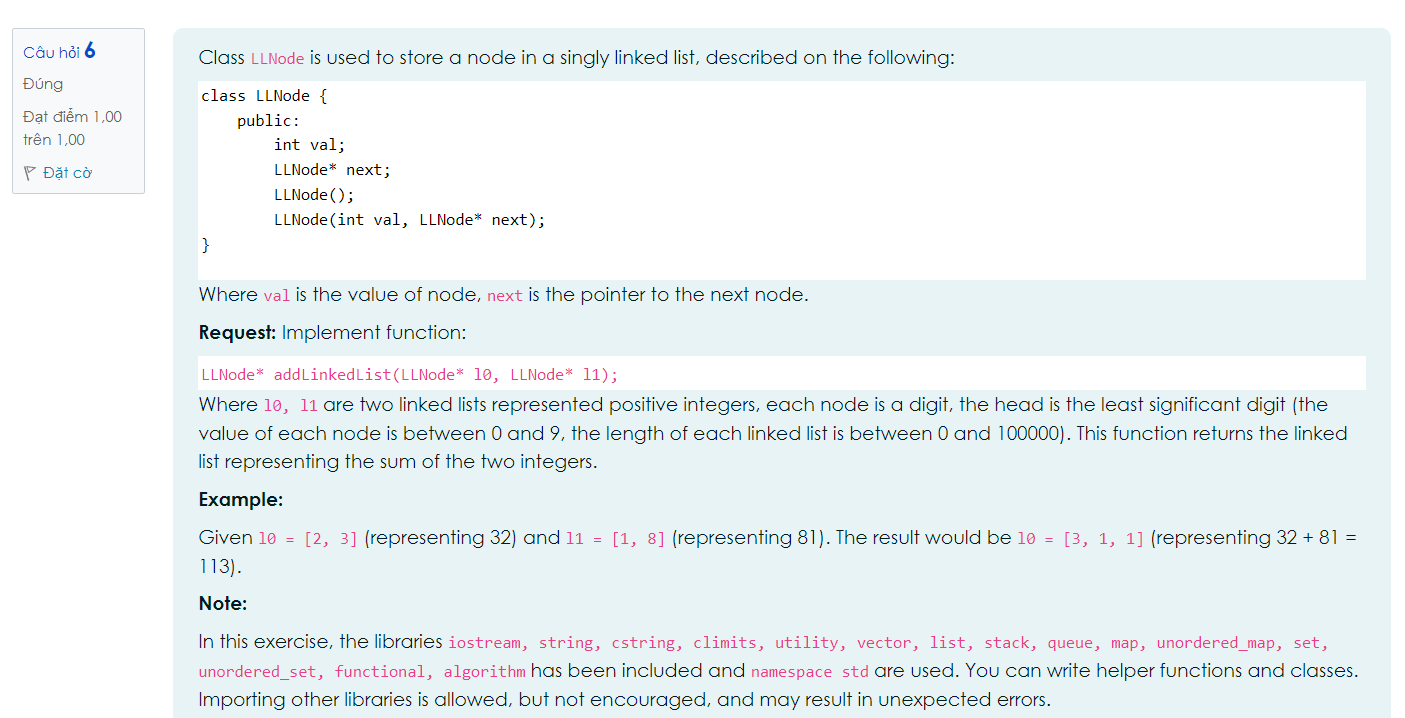 Câu hỏi 6
Đúng
Đạt điểm 1,00
trên 1,00
Đặt cờ
Class LLNode is used to store a node in a singly linked list, described on the following:
class LLNode {
    public:
        int val;
        LLNode* next;
        LLNode();
        LLNode(int val, LLNode* next);
}
Where val is the value of node, next is the pointer to the next node.
Request: Implement function:
LLNode* addLinkedList(LLNode* l0, LLNode* l1);
Where l0, l1 are two linked lists represented positive integers, each node is a digit, the head is the least significant digit (the
value of each node is between 0 and 9, the length of each linked list is between 0 and 100000). This function returns the linked
list representing the sum of the two integers.
Example:
Given l0 = [2, 3] (representing 32) and l1 = [1, 8] (representing 81). The result would be l0 = [3, 1, 1] (representing 32 + 81 =
113).
Note:
In this exercise, the libraries iostream, string, cstring, climits, utility, vector, list, stack, queue, map, unordered_map, set,
unordered_set, functional, algorithm has been included and namespace std are used. You can write helper functions and classes.
Importing other libraries is allowed, but not encouraged, and may result in unexpected errors.